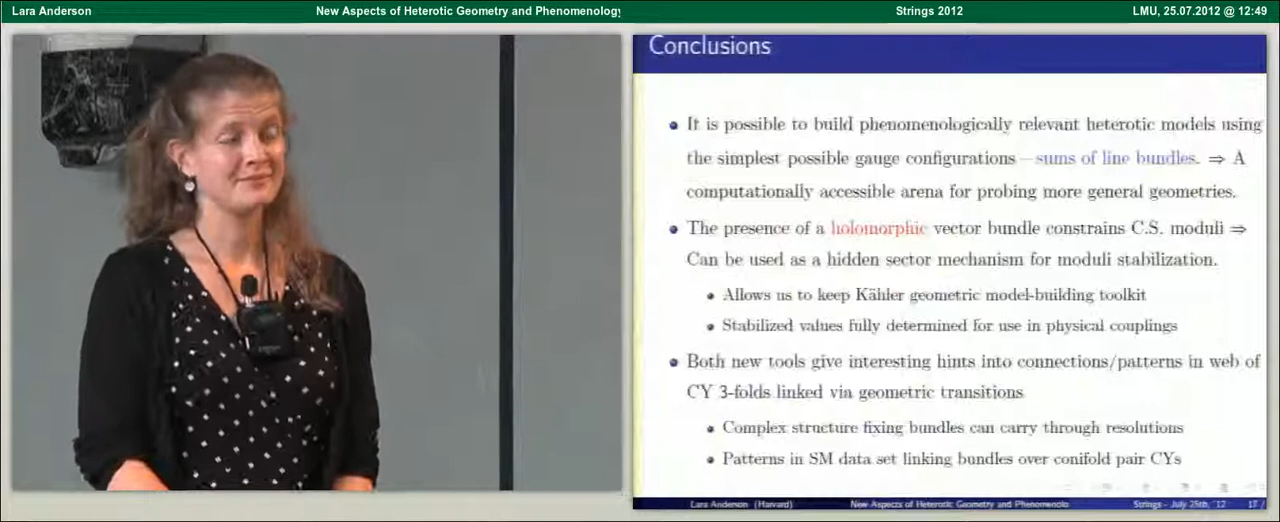 Lara Anderson New Aspects of Heterotic Geometry and Phenomenology Strings 2012 LMU, 25.07.2012 @ 12:49
Conclusions
It is possible to build phenomenologically relevant heterotic models using
the simplest possible gauge configurations – sums of line bundles. ⇒ A
computationally accessible arena for probing more general geometries.
The presence of a holomorphic vector bundle constrains C.S. moduli ⇒
Can be used as a hidden sector mechanism for moduli stabilization.
Allows us to keep Kähler geometric model-building toolkit
Stabilized values fully determined for use in physical couplings
Both new tools give interesting hints into connections/patterns in web of
CY 3-folds linked via geometric transitions
Complex structure fixing bundles can carry through resolutions
Patterns in SM data set linking bundles over conifold pair CYs
Lara Anderson (Harvard) New Aspects of Heterotic Geometry and Phenomenolo Strings - July 25th, '12 17 /